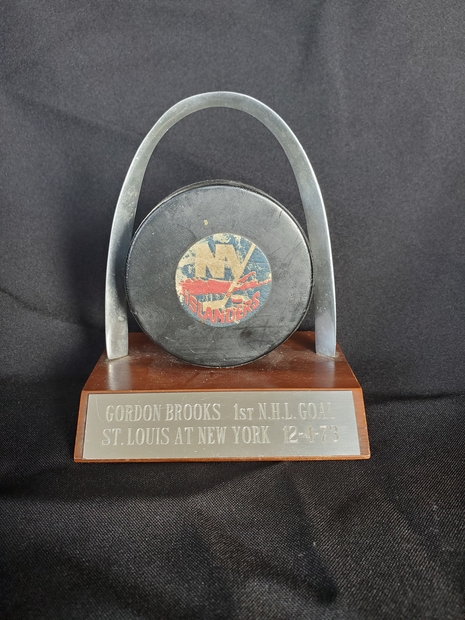 NY
ISLANDERS
GORDON BROOKS 1ST N.H.L. GOAL
ST. LOUIS AT NEW YORK